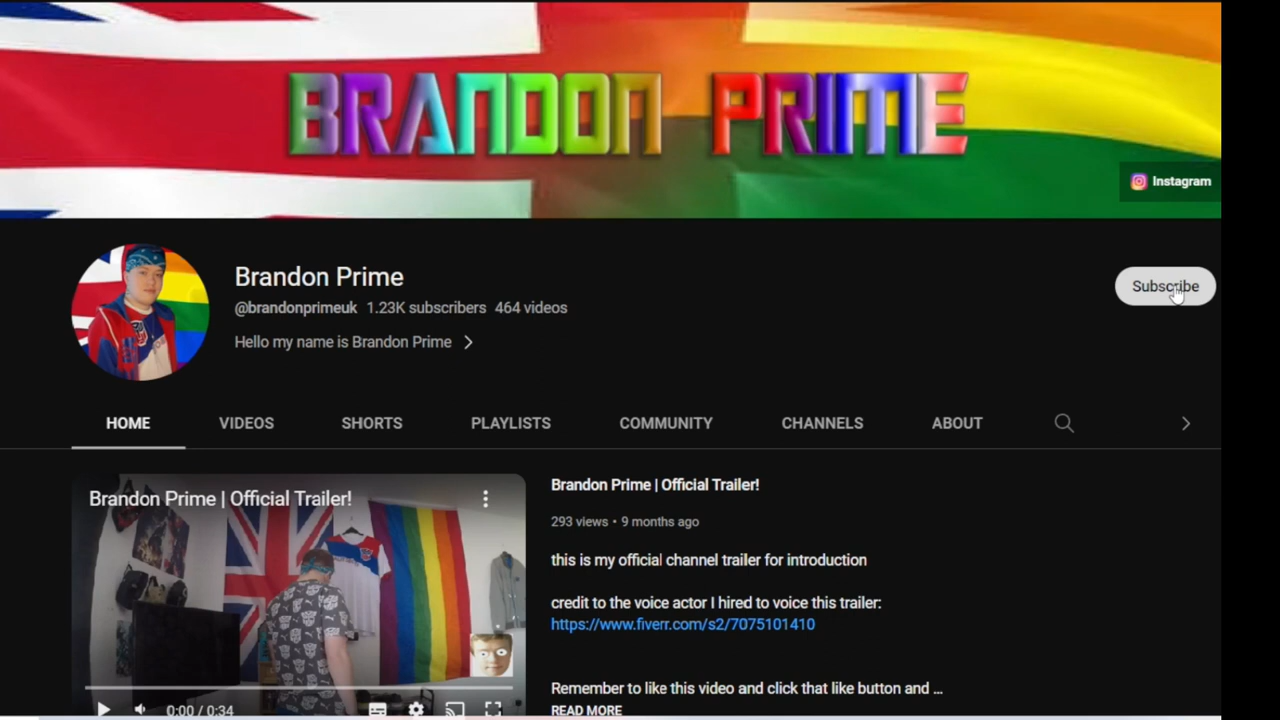 BRANDON PRIME
Instagram
Brandon Prime
@brandonprimeuk 1.23K subscribers 464 videos
Subscribe
Hello my name is Brandon Prime
HOME VIDEOS SHORTS PLAYLISTS COMMUNITY CHANNELS ABOUT
Brandon Prime | Official Trailer!
0:00 / 0:34
Brandon Prime | Official Trailer!
293 views • 9 months ago
this is my official channel trailer for introduction
credit to the voice actor I hired to voice this trailer:
https://www.fiverr.com/s2/7075101410
Remember to like this video and click that like button and ...
READ MORE